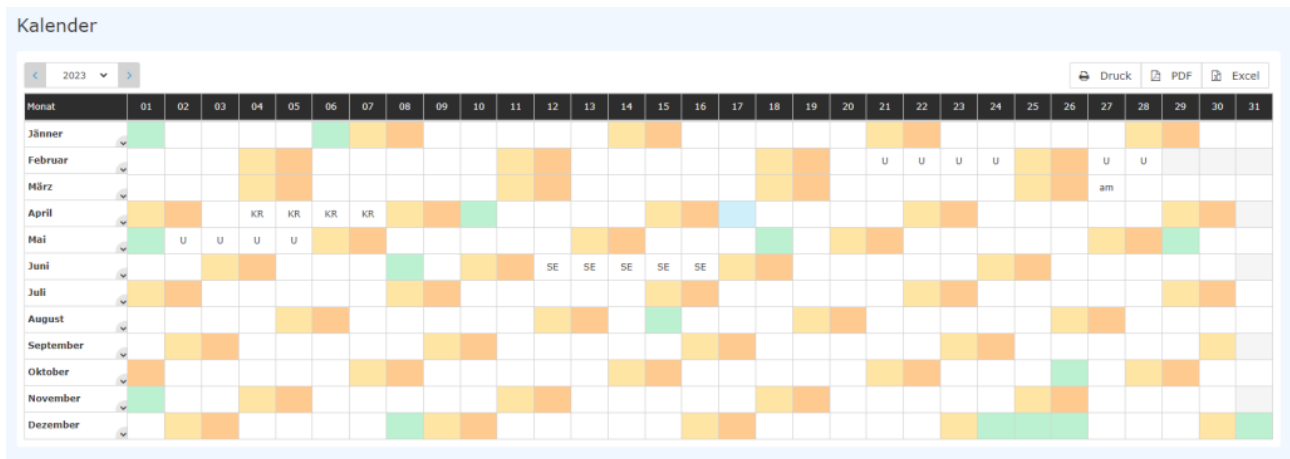 Kalender
2023 Druck PDF Excel
Monat 01 02 03 04 05 06 07 08 09 10 11 12 13 14 15 16 17 18 19 20 21 22 23 24 25 26 27 28 29 30 31
Jänner
Februar U U U U U U
März am
April KR KR KR KR
Mai U U U U
Juni SE SE SE SE SE
Juli
August
September
Oktober
November
Dezember